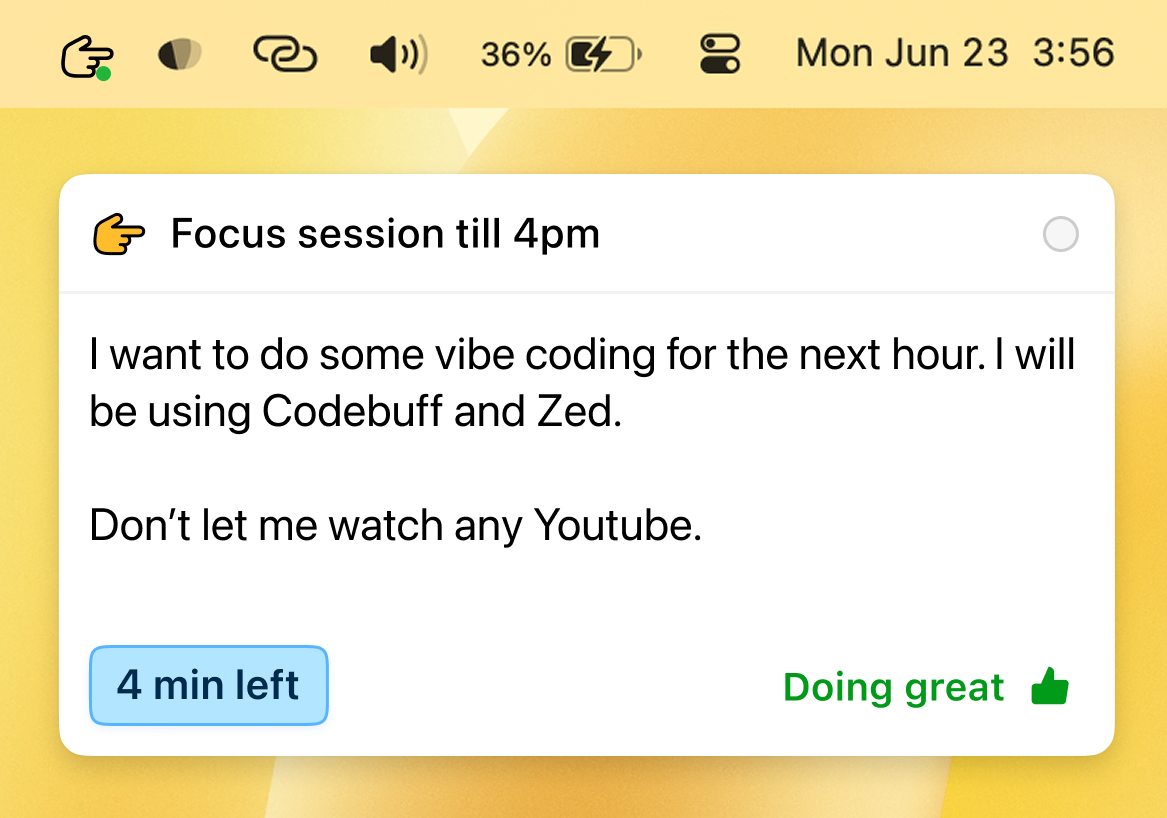 36% Mon Jun 23 3:56
Focus session till 4pm
I want to do some vibe coding for the next hour. I will
be using Codebuff and Zed.
Don’t let me watch any Youtube.
4 min left Doing great